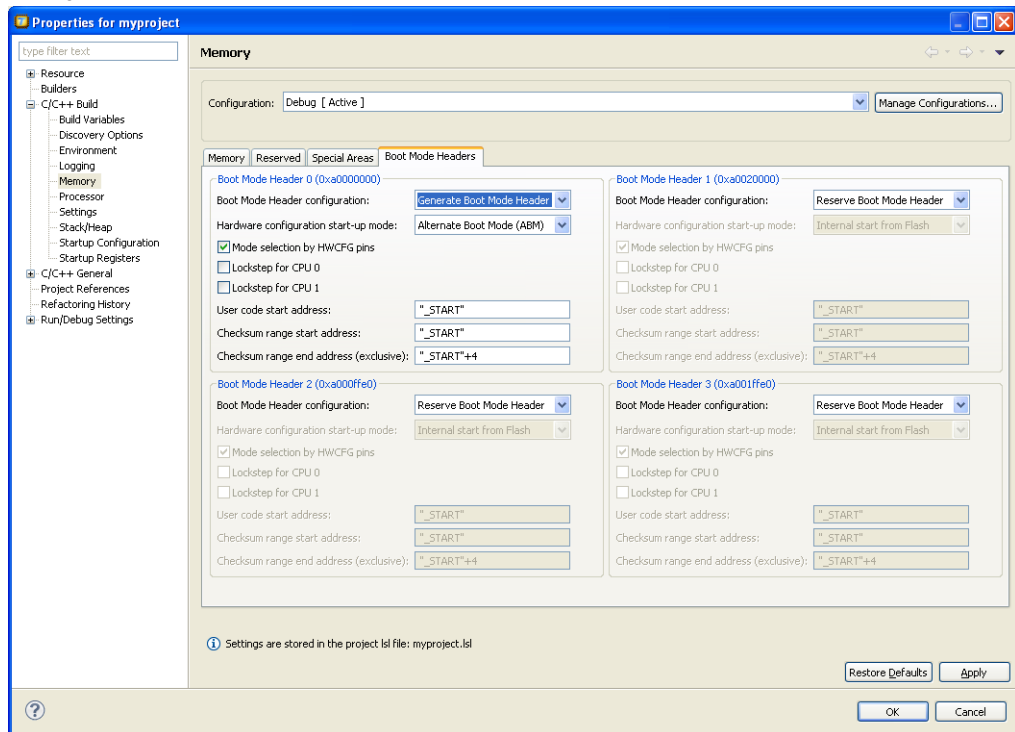 Properties for myproject
type filter text
Resource
Builders
C/C++ Build
Build Variables
Discovery Options
Environment
Logging
Memory
Processor
Settings
Stack/Heap
Startup Configuration
Startup Registers
C/C++ General
Project References
Refactoring History
Run/Debug Settings
Memory
Configuration: Debug [ Active ] Manage Configurations...
Memory Reserved Special Areas Boot Mode Headers
Boot Mode Header 0 (0xa0000000)
Boot Mode Header configuration: Generate Boot Mode Header
Hardware configuration start-up mode: Alternate Boot Mode (ABM)
Mode selection by HWCFG pins
Lockstep for CPU 0
Lockstep for CPU 1
User code start address: "_START"
Checksum range start address: "_START"
Checksum range end address (exclusive): "_START"+4
Boot Mode Header 1 (0xa0020000)
Boot Mode Header configuration: Reserve Boot Mode Header
Hardware configuration start-up mode: Internal start from Flash
Mode selection by HWCFG pins
Lockstep for CPU 0
Lockstep for CPU 1
User code start address: "_START"
Checksum range start address: "_START"
Checksum range end address (exclusive): "_START"+4
Boot Mode Header 2 (0xa000ffe0)
Boot Mode Header configuration: Reserve Boot Mode Header
Hardware configuration start-up mode: Internal start from Flash
Mode selection by HWCFG pins
Lockstep for CPU 0
Lockstep for CPU 1
User code start address: "_START"
Checksum range start address: "_START"
Checksum range end address (exclusive): "_START"+4
Boot Mode Header 3 (0xa001ffe0)
Boot Mode Header configuration: Reserve Boot Mode Header
Hardware configuration start-up mode: Internal start from Flash
Mode selection by HWCFG pins
Lockstep for CPU 0
Lockstep for CPU 1
User code start address: "_START"
Checksum range start address: "_START"
Checksum range end address (exclusive): "_START"+4
Settings are stored in the project lsl file: myproject.lsl
Restore Defaults Apply
OK Cancel